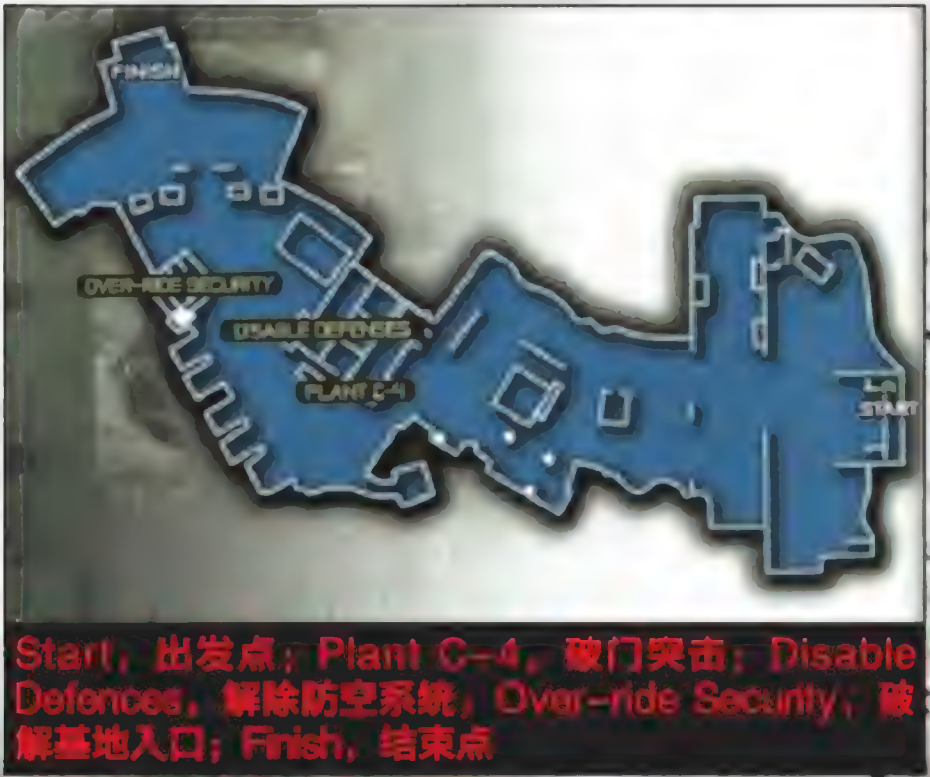 FINISH
OVER-RIDE SECURITY
DISABLE DEFENSES
PLANT C-4
START
Start，出发点；Plant C-4，破门突击；Disable
Defences，解除防空系统；Over-ride Security，破
解基地入口；Finish，结束点